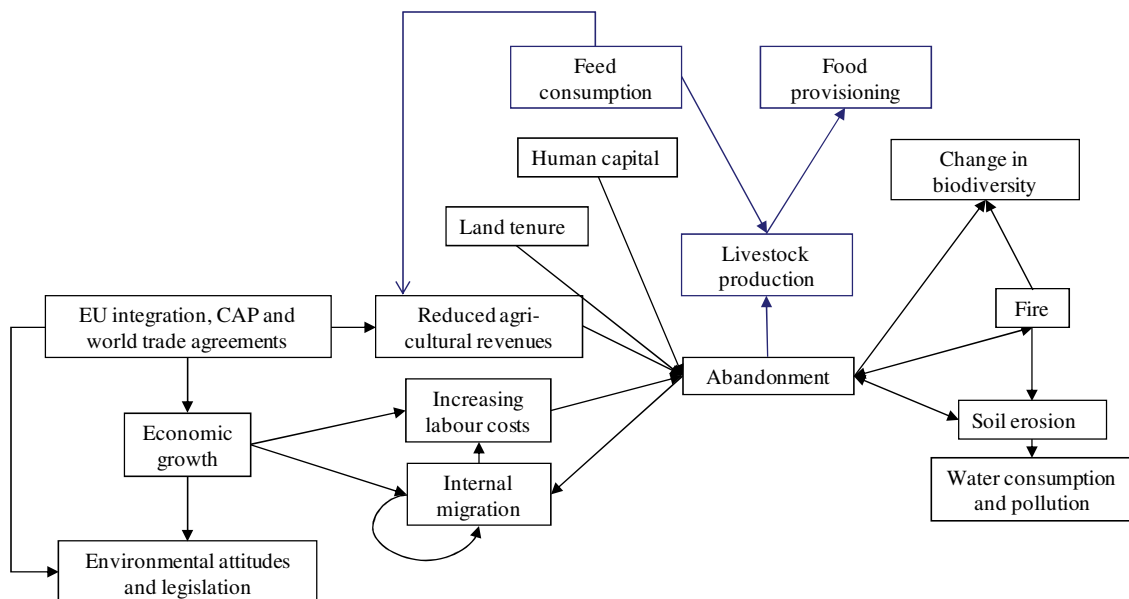 Feed
consumption
Food
provisioning
Human capital
Change in
biodiversity
Land tenure
Livestock
production
EU integration, CAP and
world trade agreements
Reduced agri-
cultural revenues
Fire
Abandonment
Increasing
labour costs
Economic
growth
Soil erosion
Internal
migration
Water consumption
and pollution
Environmental attitudes
and legislation